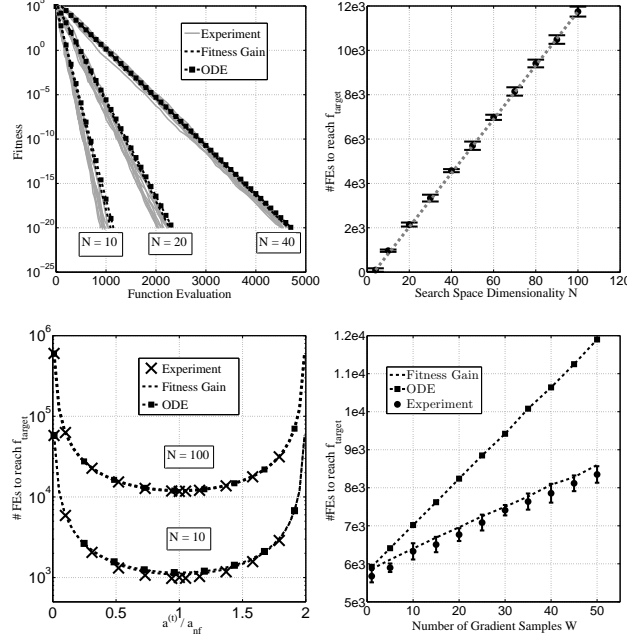 10^5
10^0
10^-5
10^-10
10^-15
10^-20
10^-25
Fitness
Experiment
Fitness Gain
ODE
N = 10
N = 20
N = 40
0 1000 2000 3000 4000 5000
Function Evaluation
12e3
10e3
8e3
6e3
4e3
2e3
0
#FEs to reach f_target
0 20 40 60 80 100 120
Search Space Dimensionality N
10^6
10^5
10^4
10^3
# FEs to reach f_target
Experiment
Fitness Gain
ODE
N = 100
N = 10
0 0.5 1 1.5 2
a^(t) / a_nf
1.2e4
1.1e4
1e4
9e3
8e3
7e3
6e3
5e3
#FEs to reach f_target
Fitness Gain
ODE
Experiment
0 10 20 30 40 50
Number of Gradient Samples W